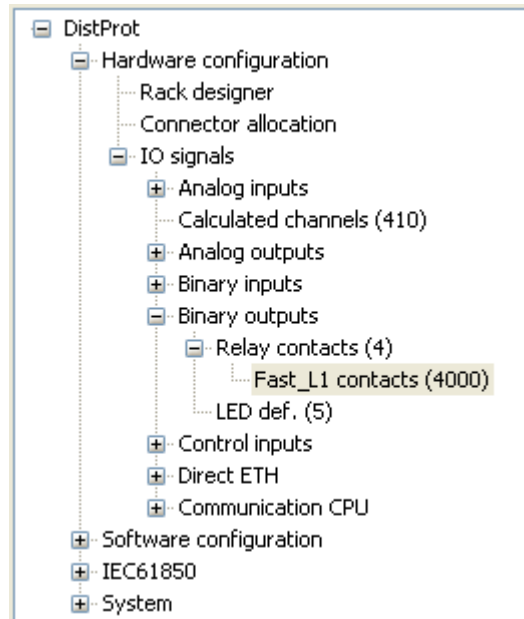 DistProt
Hardware configuration
Rack designer
Connector allocation
IO signals
Analog inputs
Calculated channels (410)
Analog outputs
Binary inputs
Binary outputs
Relay contacts (4)
Fast_L1 contacts (4000)
LED def. (5)
Control inputs
Direct ETH
Communication CPU
Software configuration
IEC61850
System